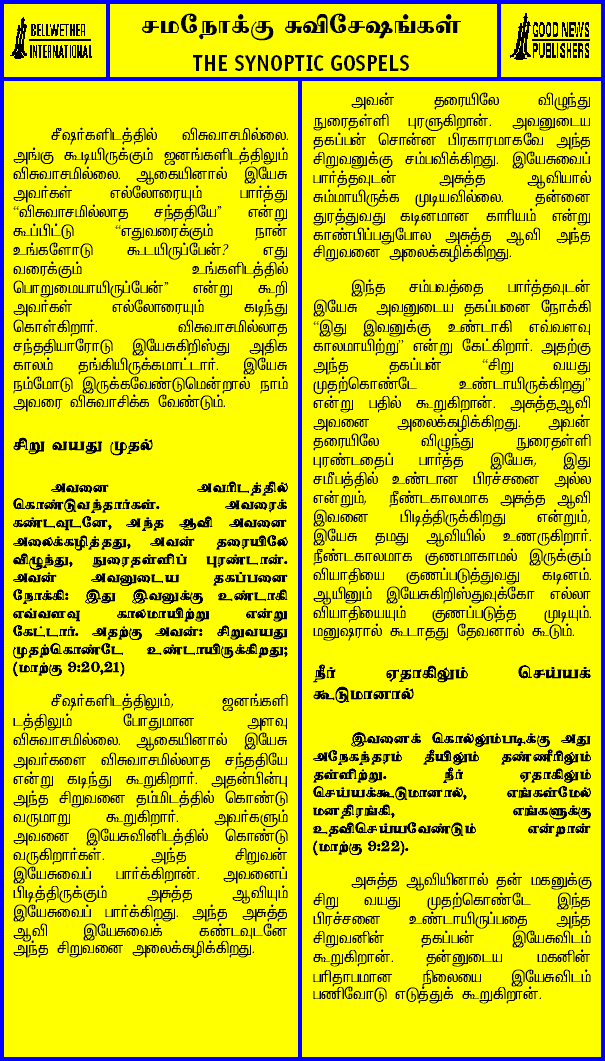 BELLWETHER
INTERNATIONAL
சமநோக்கு சுவிசேஷங்கள்
THE SYNOPTIC GOSPELS
GOOD NEWS
PUBLISHERS
சீஷர்களிடத்தில் விசுவாசமில்லை.
அங்கு கூடியிருக்கும் ஜனங்களிடத்திலும்
விசுவாசமில்லை. ஆகையினால் இயேசு
அவர்கள் எல்லோரையும் பார்த்து
“விசுவாசமில்லாத சந்ததியே” என்று
கூப்பிட்டு “எதுவரைக்கும் நான்
உங்களோடு கூடயிருப்பேன்? எது
வரைக்கும் உங்களிடத்தில்
பொறுமையாயிருப்பேன்” என்று கூறி
அவர்கள் எல்லோரையும் கடிந்து
கொள்கிறார். விசுவாசமில்லாத
சந்ததியாரோடு இயேசுகிறிஸ்து அதிக
காலம் தங்கியிருக்கமாட்டார். இயேசு
நம்மோடு இருக்கவேண்டுமென்றால் நாம்
அவரை விசுவாசிக்க வேண்டும்.
சிறு வயது முதல்
அவனை அவரிடத்தில்
கொண்டுவந்தார்கள். அவரைக்
கண்டவுடனே, அந்த ஆவி அவனை
அலைக்கழித்தது, அவன் தரையிலே
விழுந்து, நுரைதள்ளிப் புரண்டான்.
அவன் அவனுடைய தகப்பனை
நோக்கி: இது இவனுக்கு உண்டாகி
எவ்வளவு காலமாயிற்று என்று
கேட்டார். அதற்கு அவன்: சிறுவயது
முதற்கொண்டே உண்டாயிருக்கிறது;
(மாற்கு 9:20,21)
சீஷர்களிடத்திலும், ஜனங்களி
டத்திலும் போதுமான அளவு
விசுவாசமில்லை. ஆகையினால் இயேசு
அவர்களை விசுவாசமில்லாத சந்ததியே
என்று கடிந்து கூறுகிறார். அதன்பின்பு
அந்த சிறுவனை தம்மிடத்தில் கொண்டு
வருமாறு கூறுகிறார். அவர்களும்
அவனை இயேசுவினிடத்தில் கொண்டு
வருகிறார்கள். அந்த சிறுவன்
இயேசுவைப் பார்க்கிறான். அவனைப்
பிடித்திருக்கும் அசுத்த ஆவியும்
இயேசுவைப் பார்க்கிறது. அந்த அசுத்த
ஆவி இயேசுவைக் கண்டவுடனே
அந்த சிறுவனை அலைக்கழிக்கிறது.
அவன் தரையிலே விழுந்து
நுரைதள்ளி புரளுகிறான். அவனுடைய
தகப்பன் சொன்ன பிரகாரமாகவே அந்த
சிறுவனுக்கு சம்பவிக்கிறது. இயேசுவைப்
பார்த்தவுடன் அசுத்த ஆவியால்
சும்மாயிருக்க முடியவில்லை. தன்னை
துரத்துவது கடினமான காரியம் என்று
காண்பிப்பதுபோல அசுத்த ஆவி அந்த
சிறுவனை அலைக்கழிக்கிறது.
இந்த சம்பவத்தை பார்த்தவுடன்
இயேசு அவனுடைய தகப்பனை நோக்கி
“இது இவனுக்கு உண்டாகி எவ்வளவு
காலமாயிற்று” என்று கேட்கிறார். அதற்கு
அந்த தகப்பன் “சிறு வயது
முதற்கொண்டே உண்டாயிருக்கிறது”
என்று பதில் கூறுகிறான். அசுத்தஆவி
அவனை அலைக்கழிக்கிறது. அவன்
தரையிலே விழுந்து நுரைதள்ளி
புரண்டதைப் பார்த்த இயேசு, இது
சமீபத்தில் உண்டான பிரச்சனை அல்ல
என்றும், நீண்டகாலமாக அசுத்த ஆவி
இவனை பிடித்திருக்கிறது என்றும்,
இயேசு தமது ஆவியில் உணருகிறார்.
நீண்டகாலமாக குணமாகாமல் இருக்கும்
வியாதியை குணப்படுத்துவது கடினம்.
ஆயினும் இயேசுகிறிஸ்துவுக்கோ எல்லா
வியாதியையும் குணப்படுத்த முடியும்.
மனுஷரால் கூடாதது தேவனால் கூடும்.
நீர் ஏதாகிலும் செய்யக்
கூடுமானால்
இவனைக் கொல்லும்படிக்கு அது
அநேகந்தரம் தீயிலும் தண்ணீரிலும்
தள்ளிற்று. நீர் ஏதாகிலும்
செய்யக்கூடுமானால், எங்கள்மேல்
மனதிரங்கி, எங்களுக்கு
உதவிசெய்யவேண்டும் என்றான்
(மாற்கு 9:22).
அசுத்த ஆவியினால் தன் மகனுக்கு
சிறு வயது முதற்கொண்டே இந்த
பிரச்சனை உண்டாயிருப்பதை அந்த
சிறுவனின் தகப்பன் இயேசுவிடம்
கூறுகிறான். தன்னுடைய மகனின்
பரிதாபமான நிலையை இயேசுவிடம்
பணிவோடு எடுத்துக் கூறுகிறான்.